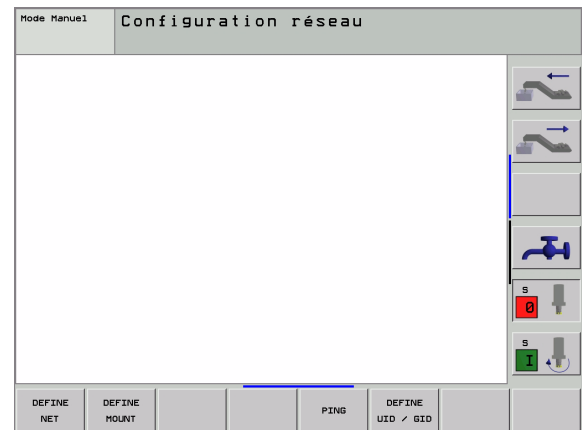 Mode Manuel
Configuration réseau
S
0
S
I
DEFINE
NET
DEFINE
MOUNT
PING
DEFINE
UID / GID